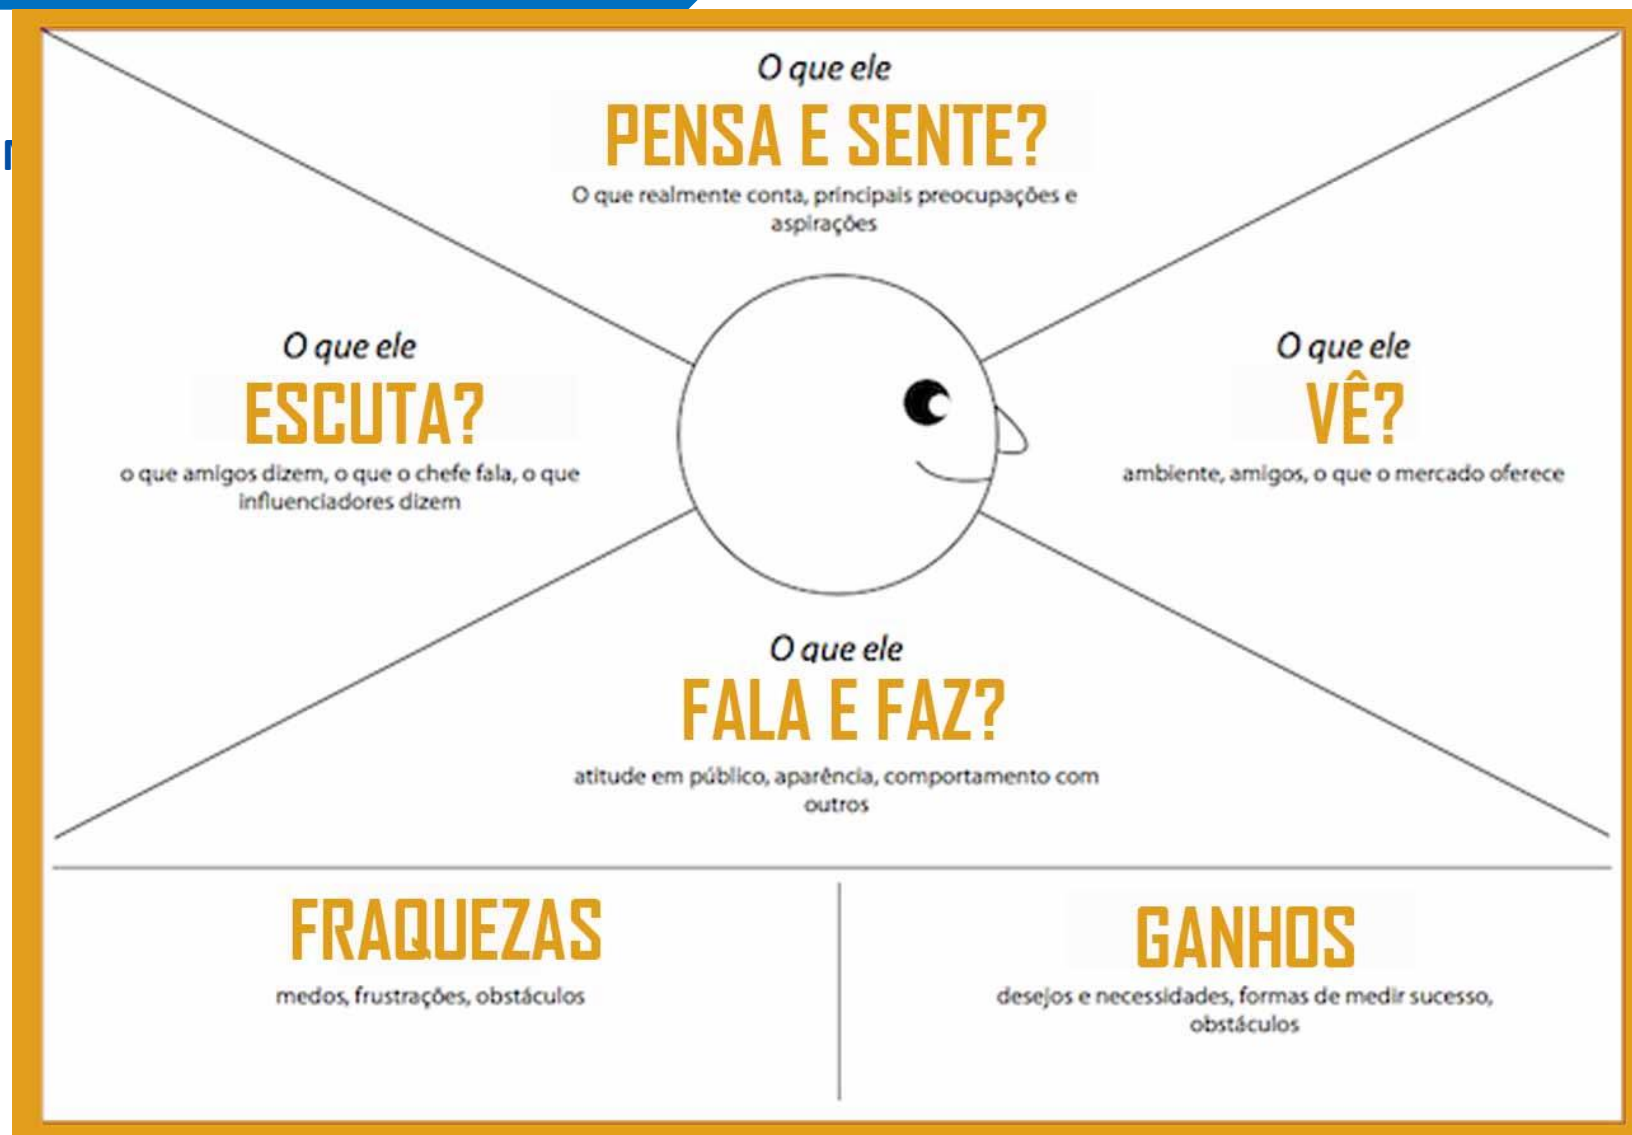 O que ele
PENSA E SENTE?
O que realmente conta, principais preocupações e
aspirações
O que ele
ESCUTA?
o que amigos dizem, o que o chefe fala, o que
influenciadores dizem
O que ele
VÊ?
ambiente, amigos, o que o mercado oferece
O que ele
FALA E FAZ?
atitude em público, aparência, comportamento com
outros
FRAQUEZAS
medos, frustrações, obstáculos
GANHOS
desejos e necessidades, formas de medir sucesso,
obstáculos